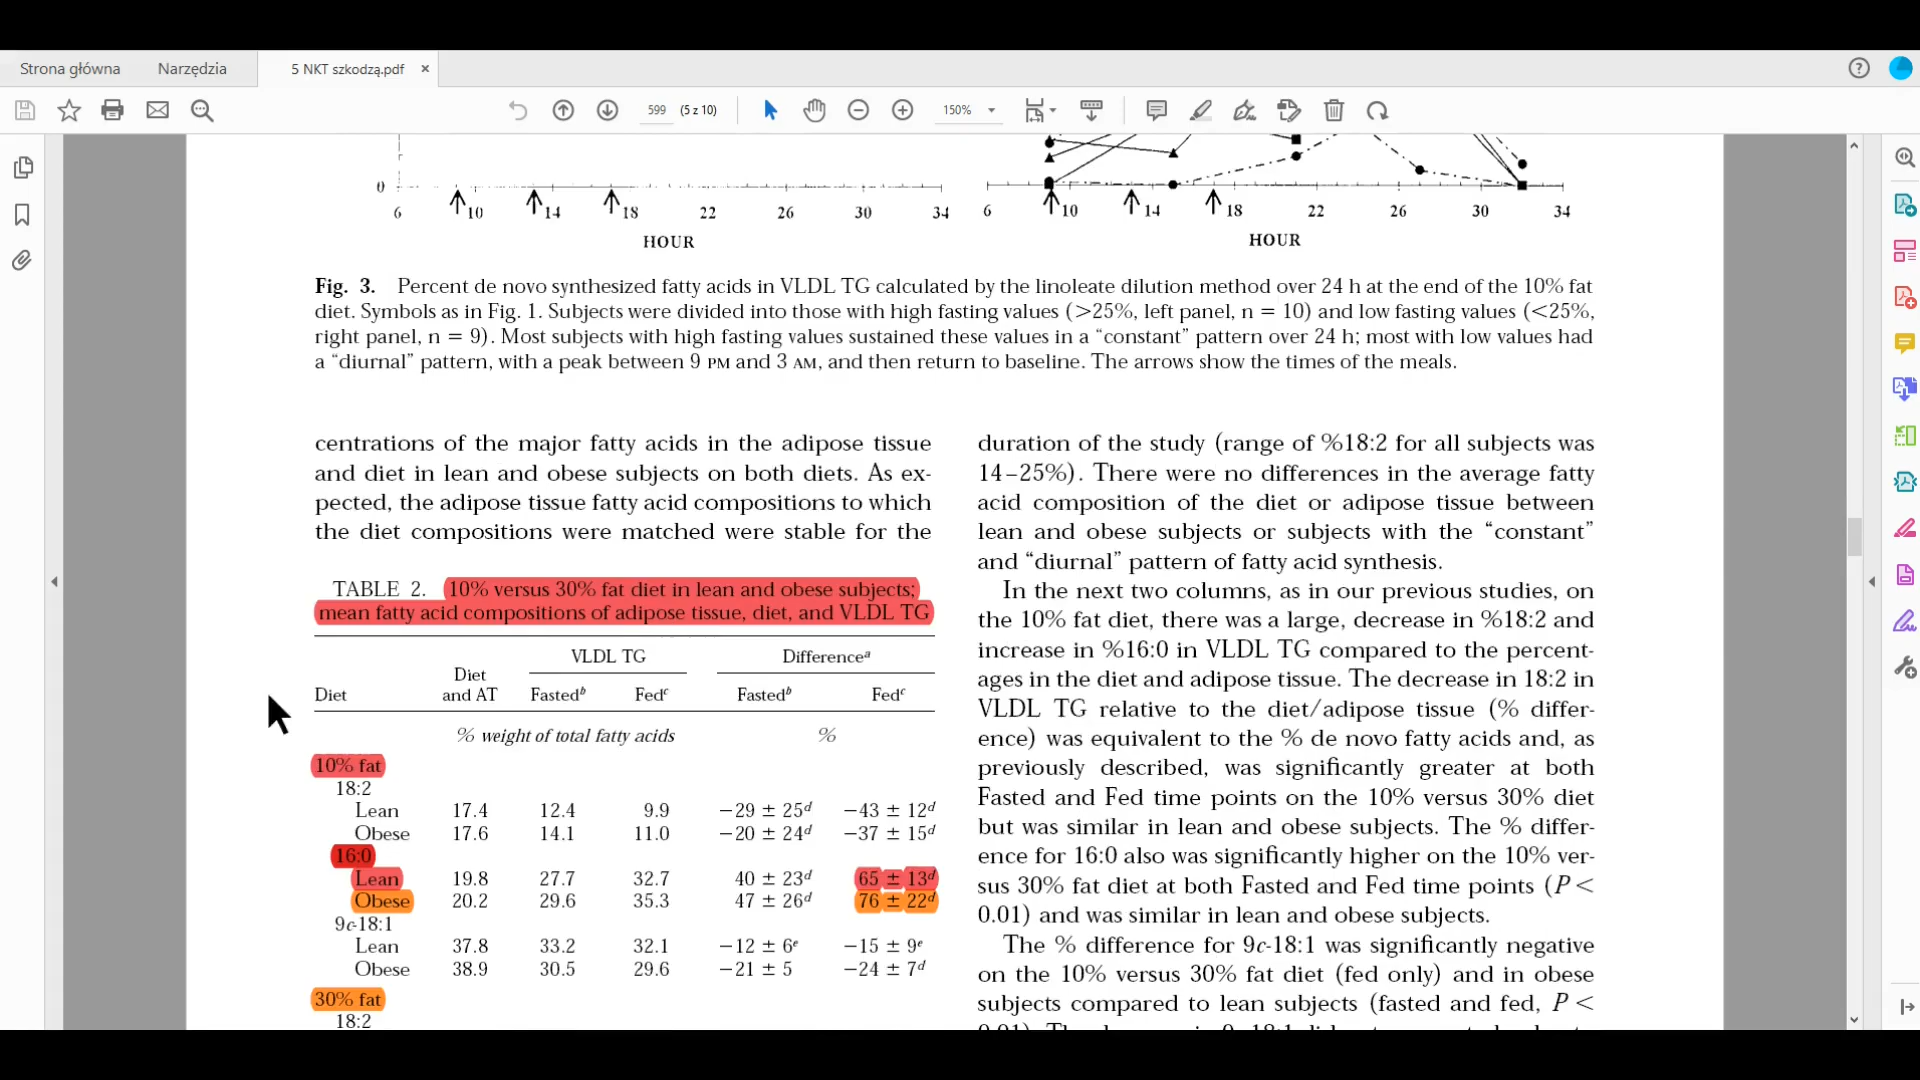 Strona główna
Narzędzia
5 NKT szkodzą.pdf
599 (5 z 10)
150%
0
6 10 14 18 22 26 30 34
HOUR
6 10 14 18 22 26 30 34
HOUR
Fig. 3. Percent de novo synthesized fatty acids in VLDL TG calculated by the linoleate dilution method over 24 h at the end of the 10% fat
diet. Symbols as in Fig. 1. Subjects were divided into those with high fasting values (>25%, left panel, n = 10) and low fasting values (<25%,
right panel, n = 9). Most subjects with high fasting values sustained these values in a “constant” pattern over 24 h; most with low values had
a “diurnal” pattern, with a peak between 9 PM and 3 AM, and then return to baseline. The arrows show the times of the meals.
centrations of the major fatty acids in the adipose tissue
and diet in lean and obese subjects on both diets. As ex-
pected, the adipose tissue fatty acid compositions to which
the diet compositions were matched were stable for the
TABLE 2. 10% versus 30% fat diet in lean and obese subjects;
mean fatty acid compositions of adipose tissue, diet, and VLDL TG
VLDL TG Differenceᵃ
Diet Diet and AT Fastedᵇ Fedᶜ Fastedᵇ Fedᶜ
% weight of total fatty acids %
10% fat
18:2
Lean 17.4 12.4 9.9 −29 ± 25ᵈ −43 ± 12ᵈ
Obese 17.6 14.1 11.0 −20 ± 24ᵈ −37 ± 15ᵈ
16:0
Lean 19.8 27.7 32.7 40 ± 23ᵈ 65 ± 13ᵈ
Obese 20.2 29.6 35.3 47 ± 26ᵈ 76 ± 22ᵈ
9c-18:1
Lean 37.8 33.2 32.1 −12 ± 6ᵉ −15 ± 9ᵉ
Obese 38.9 30.5 29.6 −21 ± 5 −24 ± 7ᵈ
30% fat
18:2
duration of the study (range of %18:2 for all subjects was
14–25%). There were no differences in the average fatty
acid composition of the diet or adipose tissue between
lean and obese subjects or subjects with the “constant”
and “diurnal” pattern of fatty acid synthesis.
In the next two columns, as in our previous studies, on
the 10% fat diet, there was a large, decrease in %18:2 and
increase in %16:0 in VLDL TG compared to the percent-
ages in the diet and adipose tissue. The decrease in 18:2 in
VLDL TG relative to the diet/adipose tissue (% differ-
ence) was equivalent to the % de novo fatty acids and, as
previously described, was significantly greater at both
Fasted and Fed time points on the 10% versus 30% diet
but was similar in lean and obese subjects. The % differ-
ence for 16:0 also was significantly higher on the 10% ver-
sus 30% fat diet at both Fasted and Fed time points (P <
0.01) and was similar in lean and obese subjects.
The % difference for 9c-18:1 was significantly negative
on the 10% versus 30% fat diet (fed only) and in obese
subjects compared to lean subjects (fasted and fed, P <